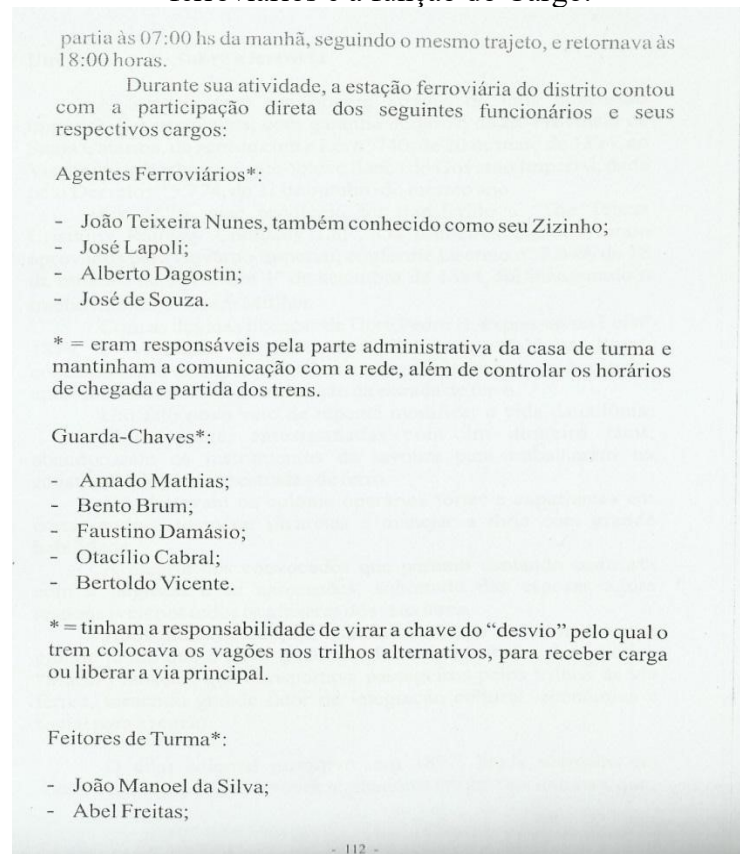 Ferroviários e a função do Cargo.
partia às 07:00 hs da manhã, seguindo o mesmo trajeto, e retornava às
18:00 horas.
Durante sua atividade, a estação ferroviária do distrito contou
com a participação direta dos seguintes funcionários e seus
respectivos cargos:
Agentes Ferroviários*:
- João Teixeira Nunes, também conhecido como seu Zizinho;
- José Lapoli;
- Alberto Dagostin;
- José de Souza.
* = eram responsáveis pela parte administrativa da casa de turma e
mantinham a comunicação com a rede, além de controlar os horários
de chegada e partida dos trens.
Guarda-Chaves*:
- Amado Mathias;
- Bento Brum;
- Faustino Damásio;
- Otacílio Cabral;
- Bertoldo Vicente.
* = tinham a responsabilidade de virar a chave do “desvio” pelo qual o
trem colocava os vagões nos trilhos alternativos, para receber carga
ou liberar a via principal.
Feitores de Turma*:
- João Manoel da Silva;
- Abel Freitas;
- 112 -